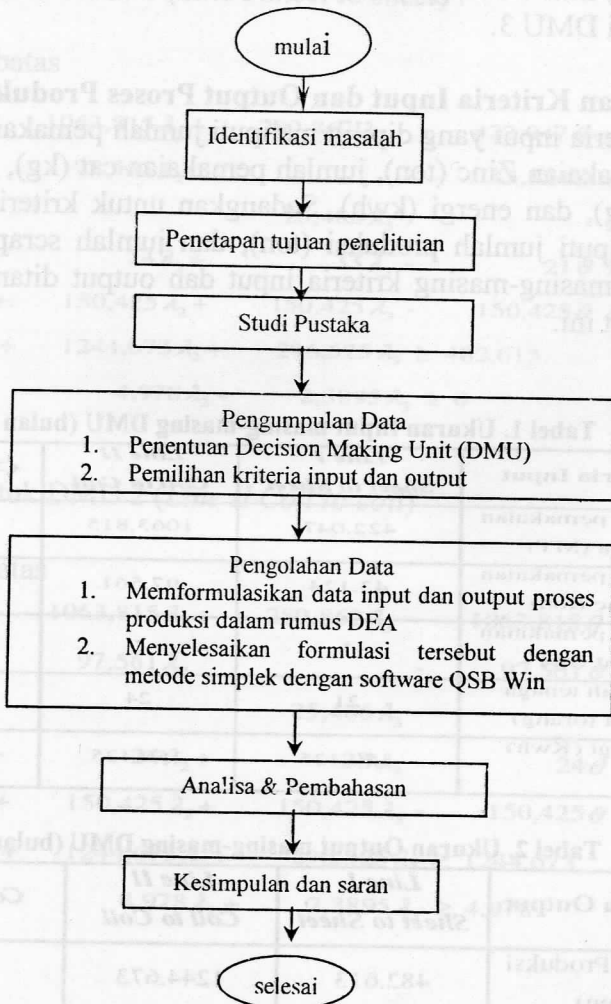 mulai
Identifikasi masalah
Penetapan tujuan penelituian
Studi Pustaka
Pengumpulan Data
1. Penentuan Decision Making Unit (DMU)
2. Pemilihan kriteria input dan output
Pengolahan Data
1. Memformulasikan data input dan output proses
produksi dalam rumus DEA
2. Menyelesaikan formulasi tersebut dengan
metode simplek dengan software QSB Win
Analisa & Pembahasan
Kesimpulan dan saran
selesai